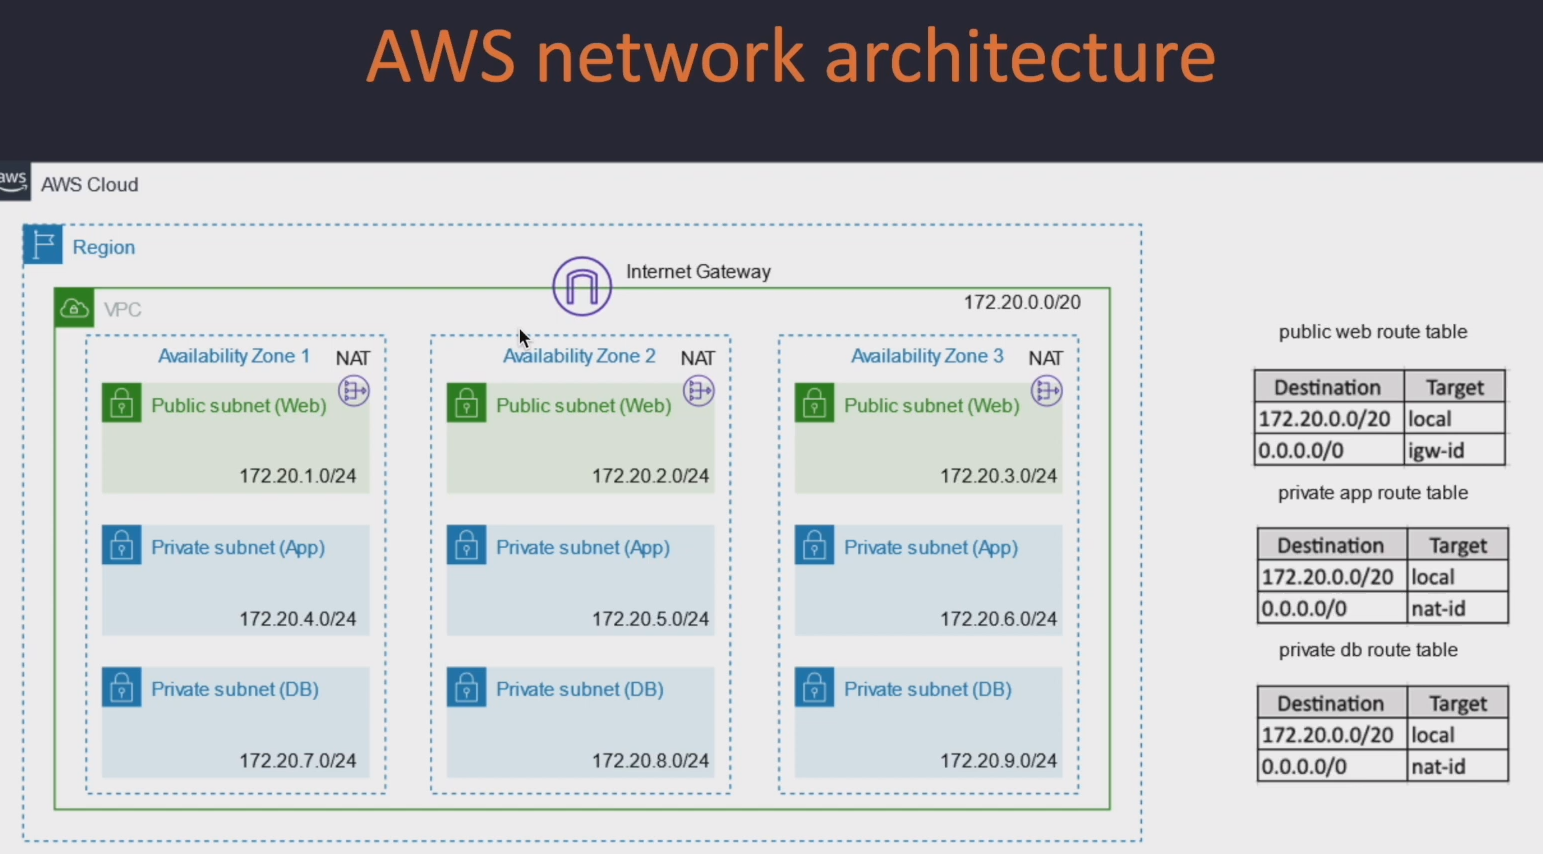 AWS network architecture
aws
AWS Cloud
Region
Internet Gateway
VPC
172.20.0.0/20
Availability Zone 1
NAT
Public subnet (Web)
172.20.1.0/24
Private subnet (App)
172.20.4.0/24
Private subnet (DB)
172.20.7.0/24
Availability Zone 2
NAT
Public subnet (Web)
172.20.2.0/24
Private subnet (App)
172.20.5.0/24
Private subnet (DB)
172.20.8.0/24
Availability Zone 3
NAT
Public subnet (Web)
172.20.3.0/24
Private subnet (App)
172.20.6.0/24
Private subnet (DB)
172.20.9.0/24
public web route table
Destination Target
172.20.0.0/20 local
0.0.0.0/0 igw-id
private app route table
Destination Target
172.20.0.0/20 local
0.0.0.0/0 nat-id
private db route table
Destination Target
172.20.0.0/20 local
0.0.0.0/0 nat-id